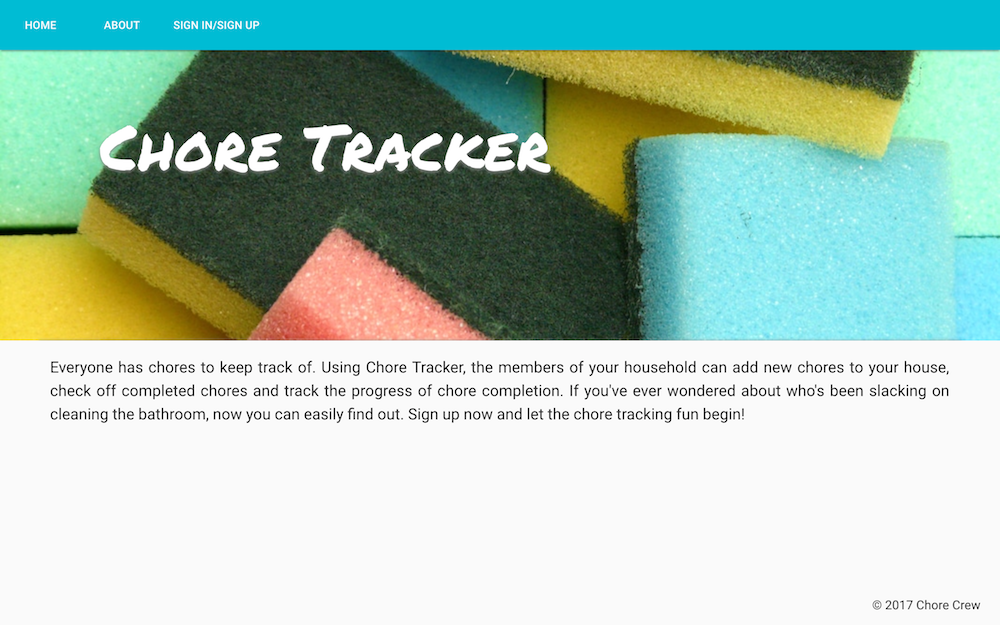 HOME ABOUT SIGN IN/SIGN UP
Chore Tracker
Everyone has chores to keep track of. Using Chore Tracker, the members of your household can add new chores to your house,
check off completed chores and track the progress of chore completion. If you've ever wondered about who's been slacking on
cleaning the bathroom, now you can easily find out. Sign up now and let the chore tracking fun begin!
© 2017 Chore Crew